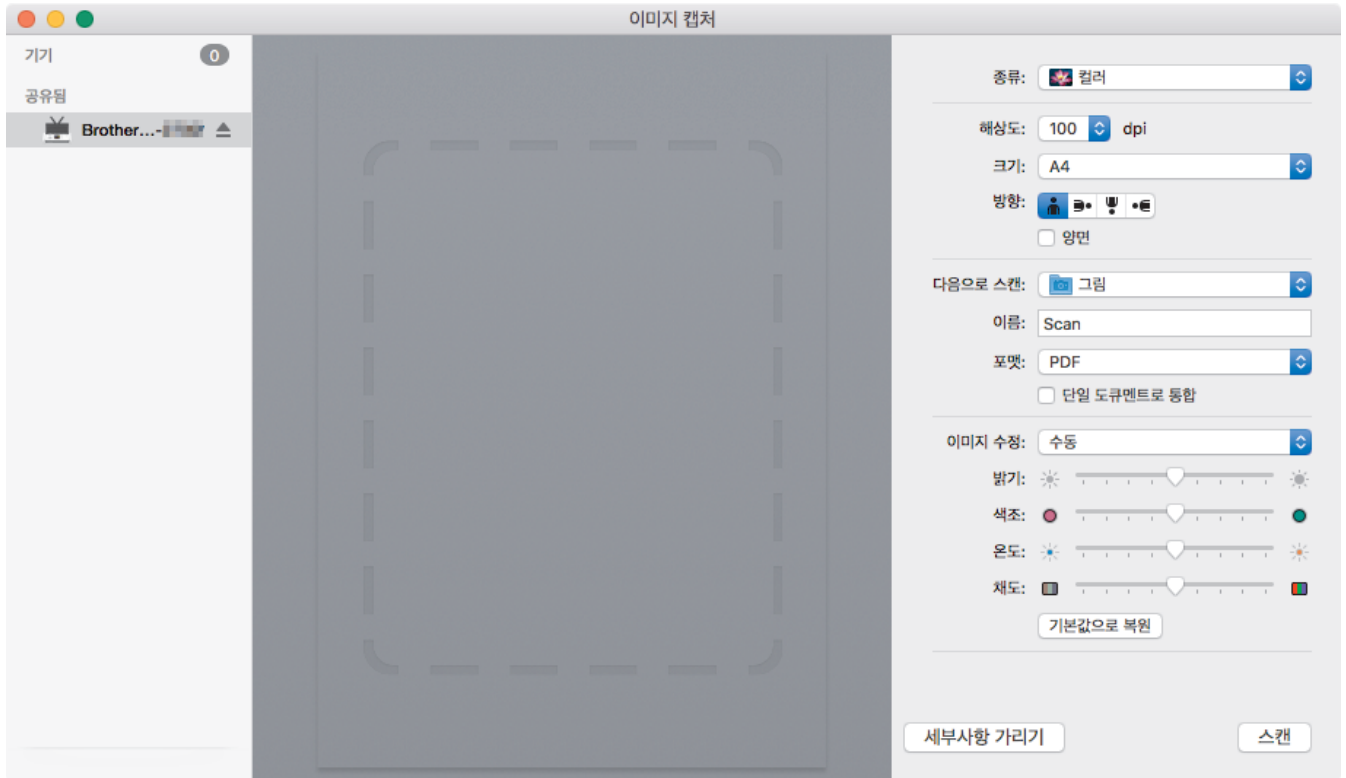 이미지 캡처
기기 0
공유됨
Brother...-
종류: 컬러
해상도: 100 dpi
크기: A4
방향:
양면
다음으로 스캔: 그림
이름: Scan
포맷: PDF
단일 도큐멘트로 통합
이미지 수정: 수동
밝기:
색조:
온도:
채도:
기본값으로 복원
세부사항 가리기 스캔